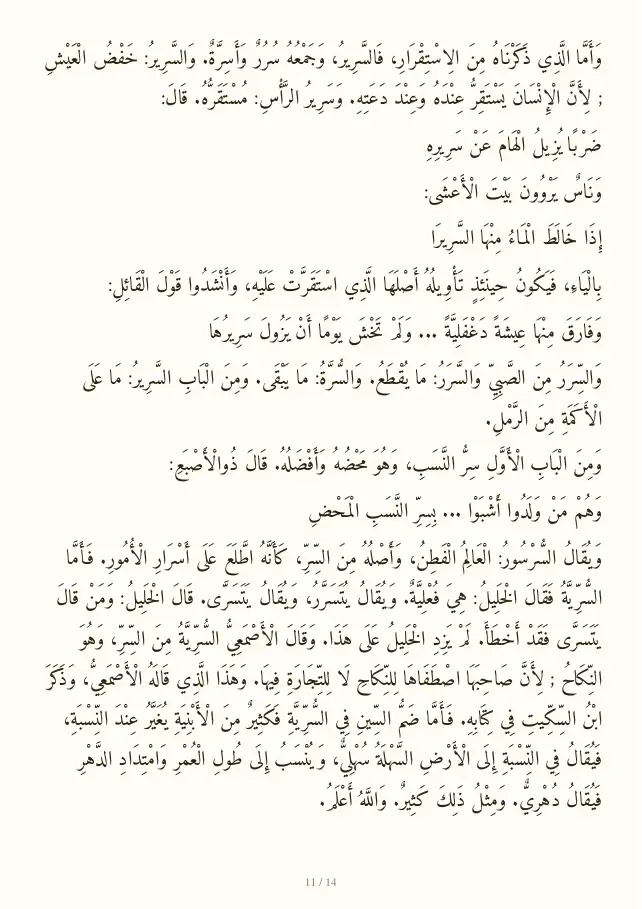 وَأَمَّا الَّذِي ذَكَرْنَاهُ مِنَ الِاسْتِقْرَارِ، فَالسَّرِيرُ، وَجَمْعُهُ سُرُرٌ وَأَسِرَّةٌ. وَالسَّرِيرُ: خَفْضُ الْعَيْشِ
; لِأَنَّ الْإِنْسَانَ يَسْتَقِرُّ عِنْدَهُ وَعِنْدَ دَعَتِهِ. وَسَرِيرُ الرَّأْسِ: مُسْتَقَرُّهُ. قَالَ:
ضَرْبًا يُزِيلُ الْهَامَ عَنْ سَرِيرِهِ
وَنَاسٌ يَرْوُونَ بَيْتَ الْأَعْشَى:
إِذَا خَالَطَ الْمَاءُ مِنْهَا السَّرِيرَا
بِالْيَاءِ، فَيَكُونُ حِينَئِذٍ تَأْوِيلُهُ أَصْلَهَا الَّذِي اسْتَقَرَّتْ عَلَيْهِ، وَأَنْشَدُوا قَوْلَ الْقَائِلِ:
وَفَارَقَ مِنْهَا عِيشَةً دَغْفَلِيَّةً ... وَلَمْ تَخْشَ يَوْمًا أَنْ يَزُولَ سَرِيرُهَا
وَالسِّرَرُ مِنَ الصَّبِيِّ وَالسَّرَرُ: مَا يُقْطَعُ. وَالسُّرَّةُ: مَا يَبْقَى. وَمِنَ الْبَابِ السَّرِيرُ: مَا عَلَى
الْأَكَمَةِ مِنَ الرَّمْلِ.
وَمِنَ الْبَابِ الْأَوَّلِ سِرُّ النَّسَبِ، وَهُوَ مَحْضُهُ وَأَفْضَلُهُ. قَالَ ذُوالْأَصْبَعِ:
وَهُمْ مَنْ وَلَدُوا أَشْبَوْا ... بِسِرِّ النَّسَبِ الْمَحْضِ
وَيُقَالُ السُّرْسُورُ: الْعَالِمُ الْفَطِنُ، وَأَصْلُهُ مِنَ السِّرِّ، كَأَنَّهُ اطَّلَعَ عَلَى أَسْرَارِ الْأُمُورِ. فَأَمَّا
السُّرِّيَّةُ فَقَالَ الْخَلِيلُ: هِيَ فُعْلِيَّةٌ. وَيُقَالُ يُتَسَرَّرُ، وَيُقَالُ يَتَسَرَّى. قَالَ الْخَلِيلُ: وَمَنْ قَالَ
يَتَسَرَّى فَقَدْ أَخْطَأَ. لَمْ يَزِدِ الْخَلِيلُ عَلَى هَذَا. وَقَالَ الْأَصْمَعِيُّ السُّرِّيَّةُ مِنَ السِّرِّ، وَهُوَ
النِّكَاحُ ; لِأَنَّ صَاحِبَهَا اصْطَفَاهَا لِلنِّكَاحِ لَا لِلتِّجَارَةِ فِيهَا. وَهَذَا الَّذِي قَالَهُ الْأَصْمَعِيُّ، وَذَكَرَ
ابْنُ السِّكِّيتِ فِي كِتَابِهِ. فَأَمَّا ضَمُّ السِّينِ فِي السُّرِّيَّةِ فَكَثِيرٌ مِنَ الْأَبْنِيَةِ يُغَيَّرُ عِنْدَ النِّسْبَةِ،
فَيُقَالُ فِي النِّسْبَةِ إِلَى الْأَرْضِ السَّهْلَةِ سُهْلِيٌّ، وَيُنْسَبُ إِلَى طُولِ الْعُمْرِ وَامْتِدَادِ الدَّهْرِ
فَيُقَالُ دُهْرِيٌّ. وَمِثْلُ ذَلِكَ كَثِيرٌ. وَاللَّهُ أَعْلَمُ.
11 / 14